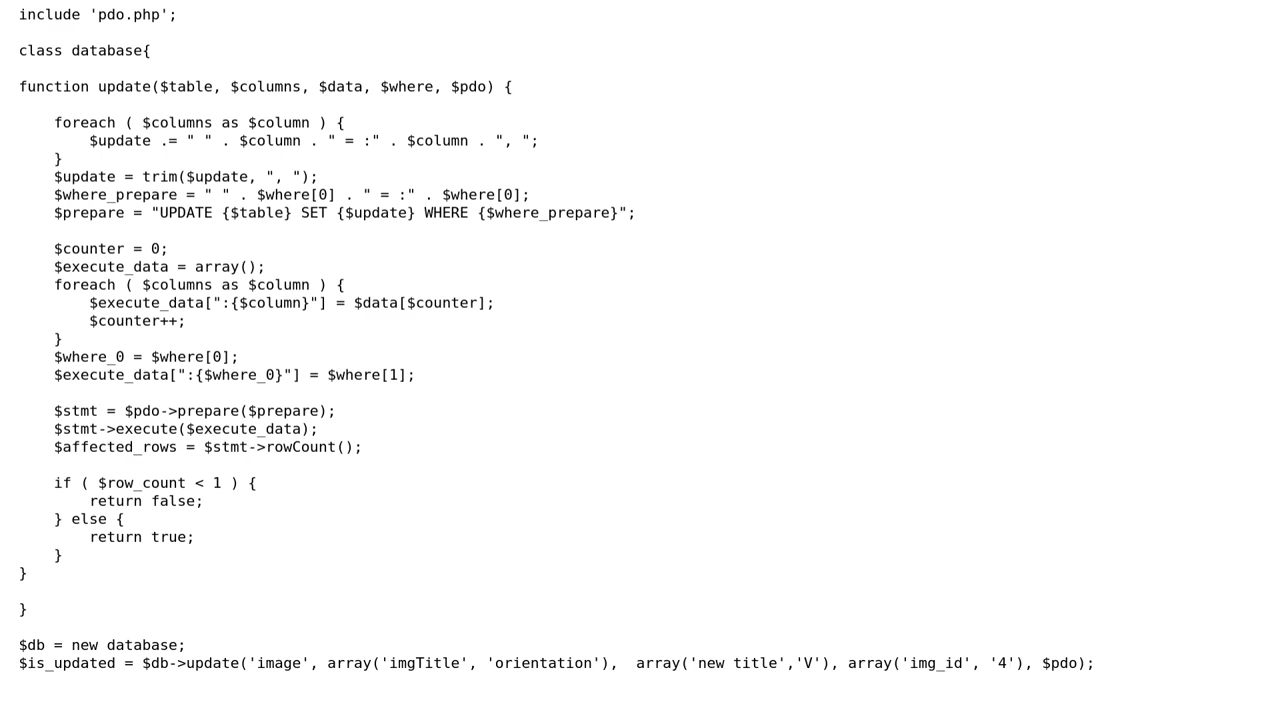 include 'pdo.php';

class database{

function update($table, $columns, $data, $where, $pdo) {

    foreach ( $columns as $column ) {
        $update .= " " . $column . " = :" . $column . ", ";
    }
    $update = trim($update, ", ");
    $where_prepare = " " . $where[0] . " = :" . $where[0];
    $prepare = "UPDATE {$table} SET {$update} WHERE {$where_prepare}";

    $counter = 0;
    $execute_data = array();
    foreach ( $columns as $column ) {
        $execute_data[":{$column}"] = $data[$counter];
        $counter++;
    }
    $where_0 = $where[0];
    $execute_data[":{$where_0}"] = $where[1];

    $stmt = $pdo->prepare($prepare);
    $stmt->execute($execute_data);
    $affected_rows = $stmt->rowCount();

    if ( $row_count < 1 ) {
        return false;
    } else {
        return true;
    }
}

}

$db = new database;
$is_updated = $db->update('image', array('imgTitle', 'orientation'),  array('new title','V'), array('img_id', '4'), $pdo);